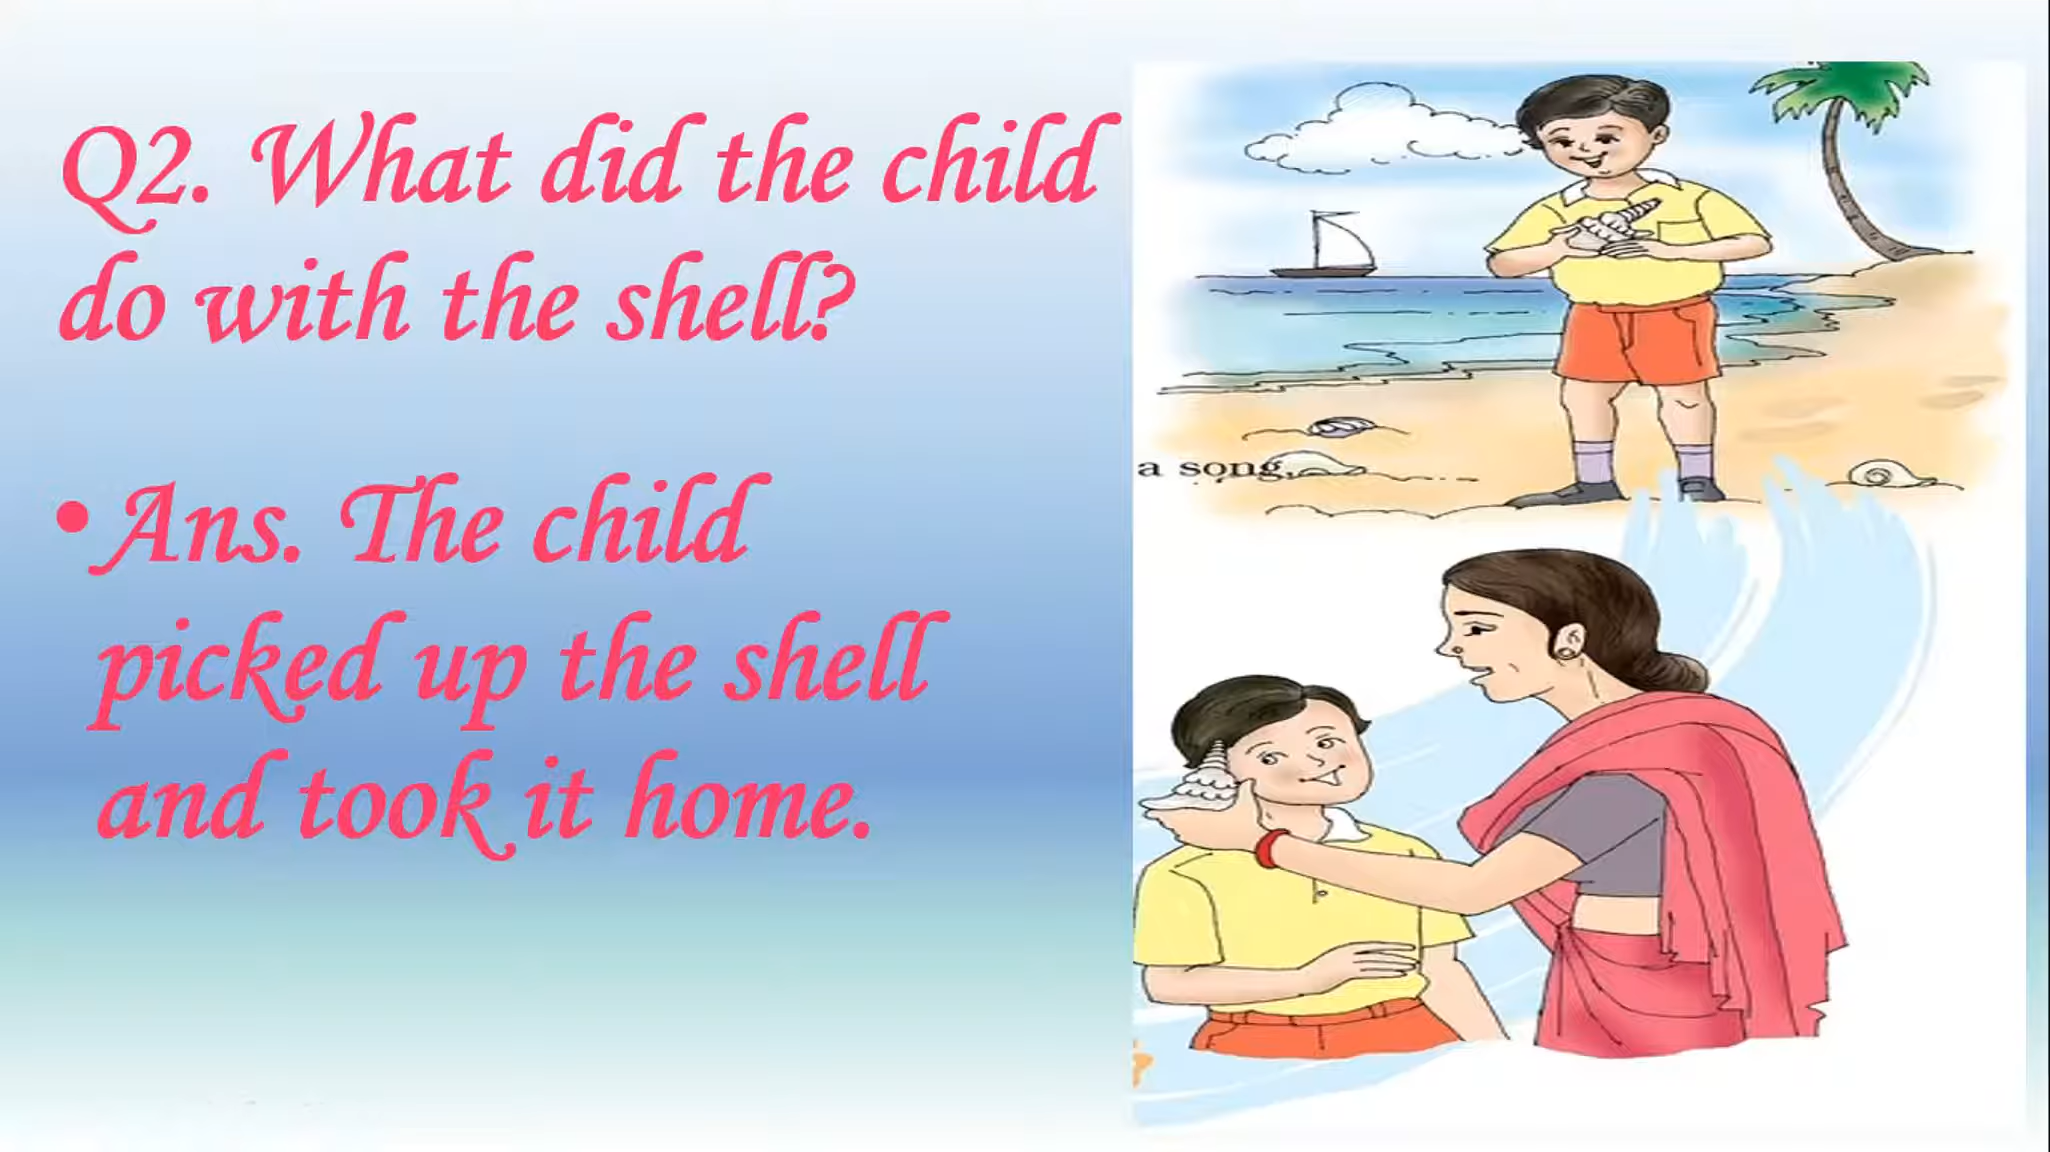 Q2. What did the child
do with the shell?
• Ans. The child
picked up the shell
and took it home.
a song.